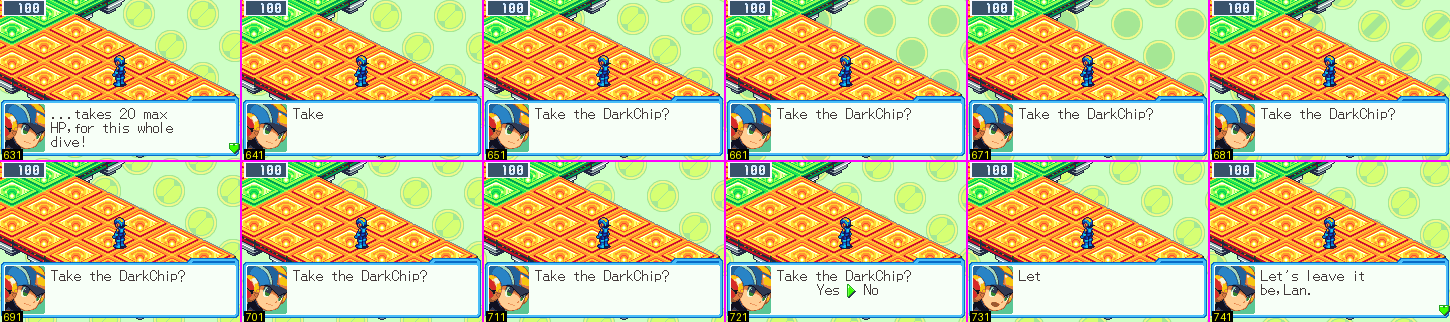 100 100 100 100 100 100
...takes 20 max
HP,for this whole
dive!
631
Take
641
Take the DarkChip?
651
Take the DarkChip?
661
Take the DarkChip?
671
Take the DarkChip?
681
100 100 100 100 100 100
Take the DarkChip?
691
Take the DarkChip?
701
Take the DarkChip?
711
Take the DarkChip?
Yes No
721
Let
731
Let's leave it
be,Lan.
741